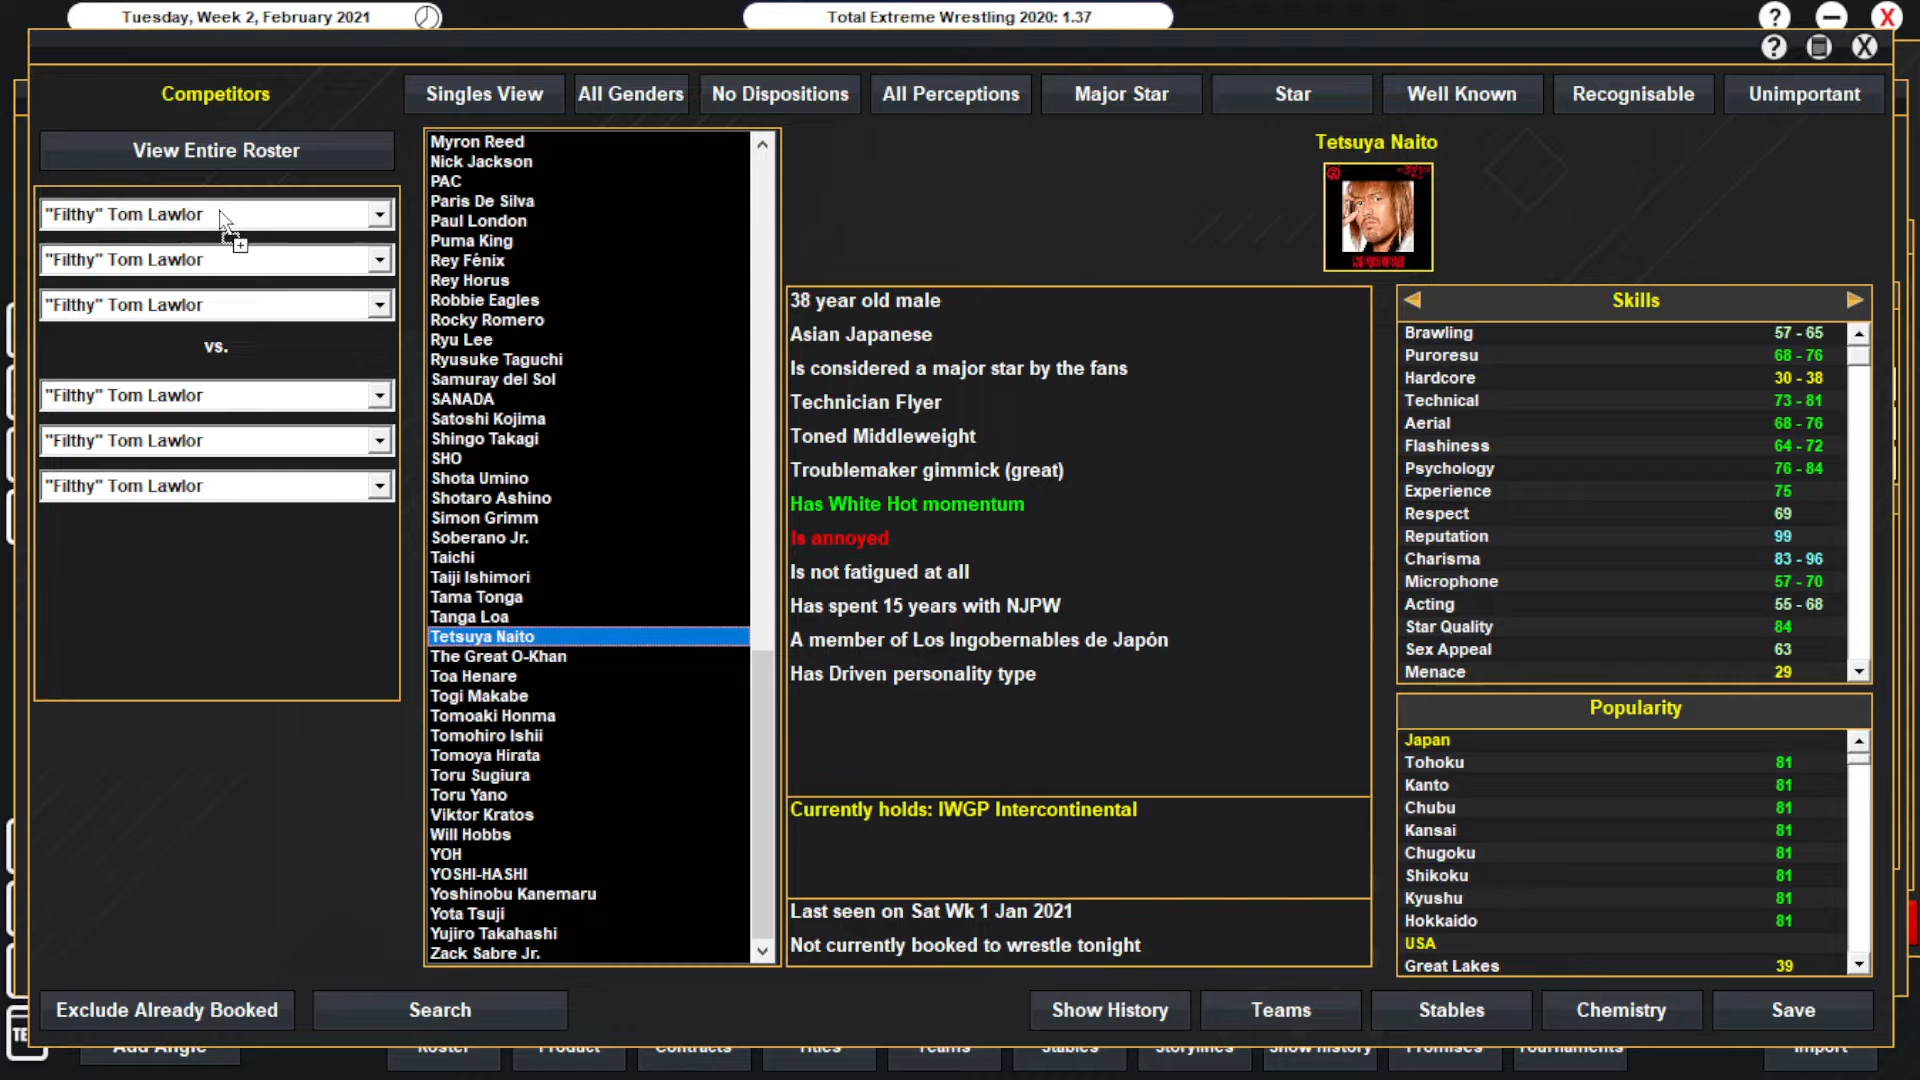 Tuesday, Week 2, February 2021
Total Extreme Wrestling 2020: 1.37
? X
? X
Competitors
Singles View
All Genders
No Dispositions
All Perceptions
Major Star
Star
Well Known
Recognisable
Unimportant
View Entire Roster
"Filthy" Tom Lawlor
"Filthy" Tom Lawlor
"Filthy" Tom Lawlor
vs.
"Filthy" Tom Lawlor
"Filthy" Tom Lawlor
"Filthy" Tom Lawlor
Myron Reed
Nick Jackson
PAC
Paris De Silva
Paul London
Puma King
Rey Fénix
Rey Horus
Robbie Eagles
Rocky Romero
Ryu Lee
Ryusuke Taguchi
Samuray del Sol
SANADA
Satoshi Kojima
Shingo Takagi
SHO
Shota Umino
Shotaro Ashino
Simon Grimm
Soberano Jr.
Taichi
Taiji Ishimori
Tama Tonga
Tanga Loa
Tetsuya Naito
The Great O-Khan
Toa Henare
Togi Makabe
Tomoaki Honma
Tomohiro Ishii
Tomoya Hirata
Toru Sugiura
Toru Yano
Viktor Kratos
Will Hobbs
YOH
YOSHI-HASHI
Yoshinobu Kanemaru
Yota Tsuji
Yujiro Takahashi
Zack Sabre Jr.
Tetsuya Naito
38 year old male
Asian Japanese
Is considered a major star by the fans
Technician Flyer
Toned Middleweight
Troublemaker gimmick (great)
Has White Hot momentum
Is annoyed
Is not fatigued at all
Has spent 15 years with NJPW
A member of Los Ingobernables de Japón
Has Driven personality type
Currently holds: IWGP Intercontinental
Last seen on Sat Wk 1 Jan 2021
Not currently booked to wrestle tonight
Skills
Brawling 57 - 65
Puroresu 68 - 76
Hardcore 30 - 38
Technical 73 - 81
Aerial 68 - 76
Flashiness 64 - 72
Psychology 76 - 84
Experience 75
Respect 69
Reputation 99
Charisma 83 - 96
Microphone 57 - 70
Acting 55 - 68
Star Quality 84
Sex Appeal 63
Menace 29
Popularity
Japan
Tohoku 81
Kanto 81
Chubu 81
Kansai 81
Chugoku 81
Shikoku 81
Kyushu 81
Hokkaido 81
USA
Great Lakes 39
Exclude Already Booked
Search
Show History
Teams
Stables
Chemistry
Save
Add Angle
Roster
Product
Contracts
Titles
Teams
Stables
Storylines
Show History
Promises
Tournaments
Import